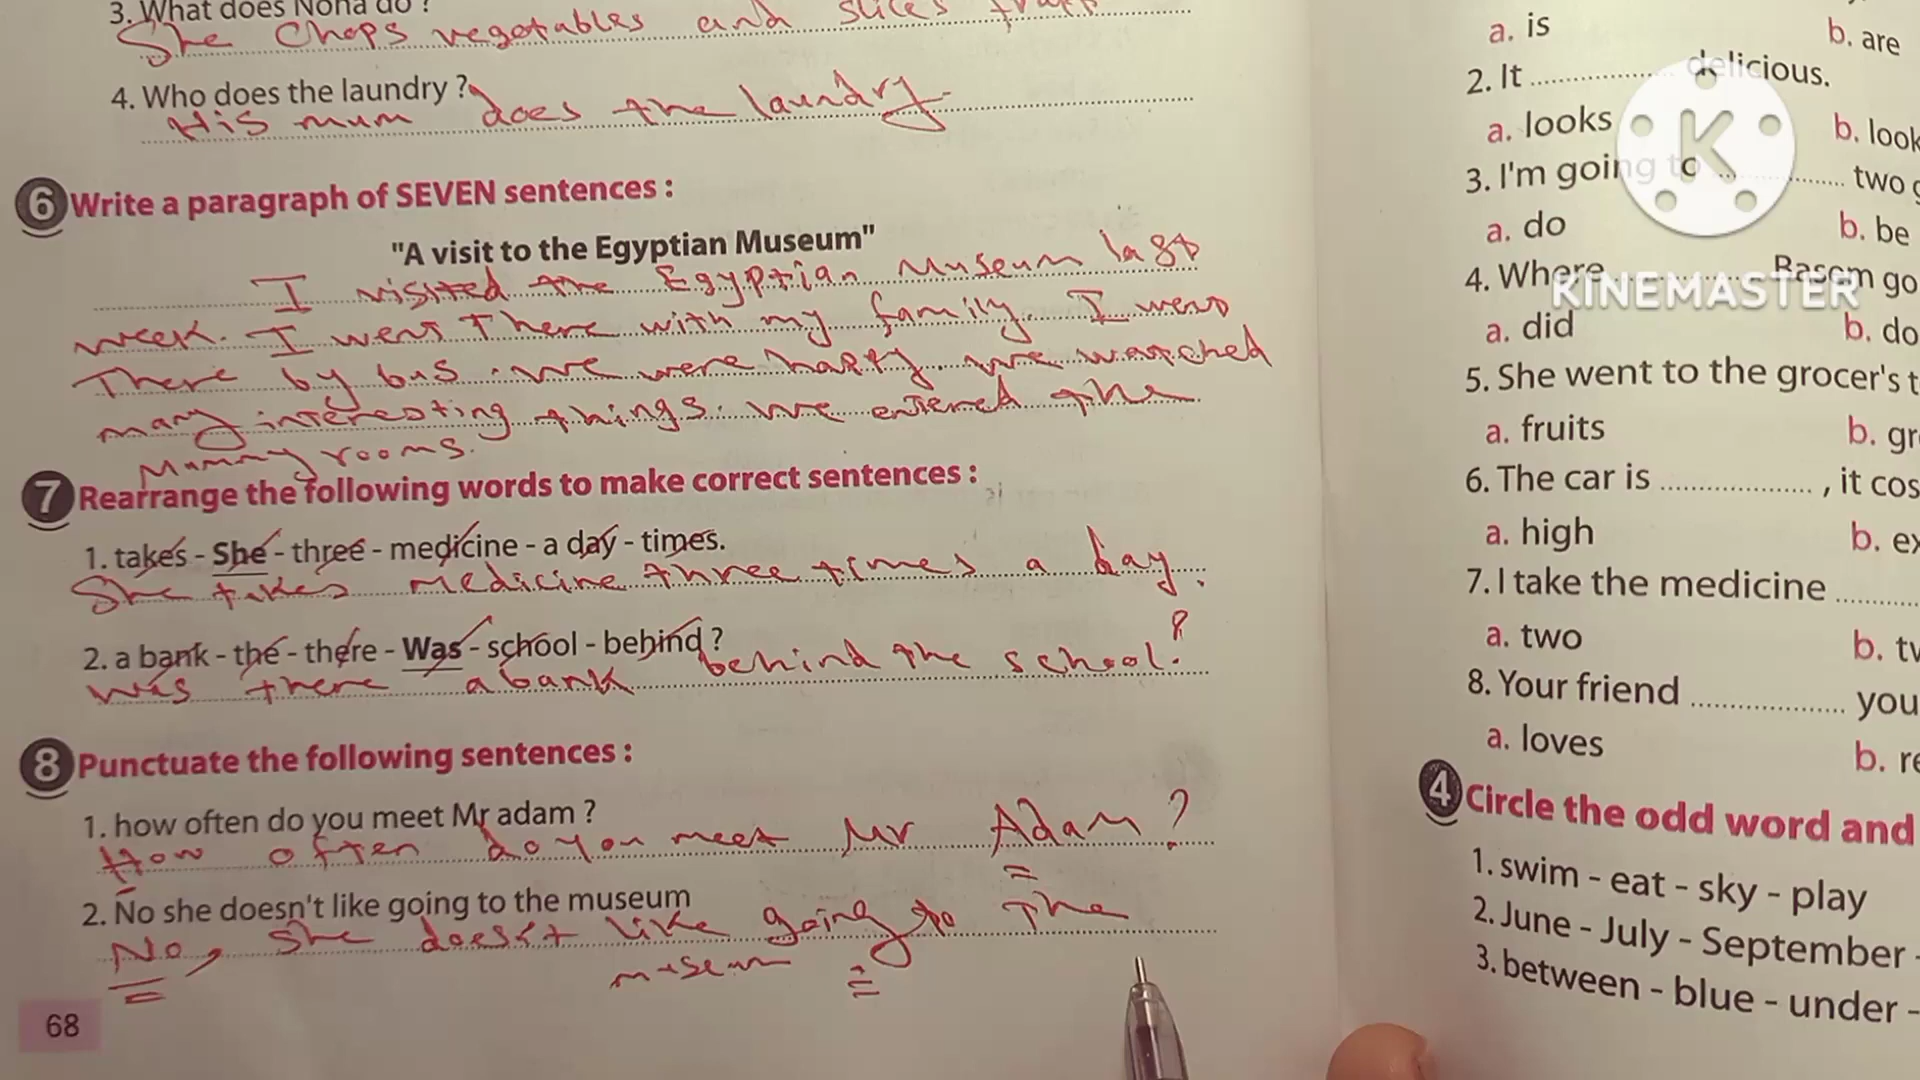 3. What does Nona do ?
She chops vegetables and slices fruit
4. Who does the laundry ?
His mum does the laundry.
6 Write a paragraph of SEVEN sentences :
"A visit to the Egyptian Museum"
I visited the Egyptian Museum last
week. I went There with my family. I went
There by bus. We were happy. We watched
many interesting things. We entered the
Mummy rooms.
7 Rearrange the following words to make correct sentences :
1. takes - She - three - medicine - a day - times.
She takes medicine three times a day.
2. a bank - the - there - Was - school - behind ?
Was there a bank behind the school?
8 Punctuate the following sentences :
1. how often do you meet Mr adam ?
How often do you meet Mr Adam?
2. No she doesn't like going to the museum
No, she doesn't like going to The
museum
68
a. is b. are
2. It .................. delicious.
a. looks b. look
3. I'm going to .................. two
a. do b. be
4. Where .................. Basem go
a. did b. do
5. She went to the grocer's t
a. fruits b. gr
6. The car is .................. , it cos
a. high b. ex
7. I take the medicine ..........
a. two b. tv
8. Your friend .................. you
a. loves b. re
4 Circle the odd word and
1. swim - eat - sky - play
2. June - July - September -
3. between - blue - under -
K
KINEMASTER